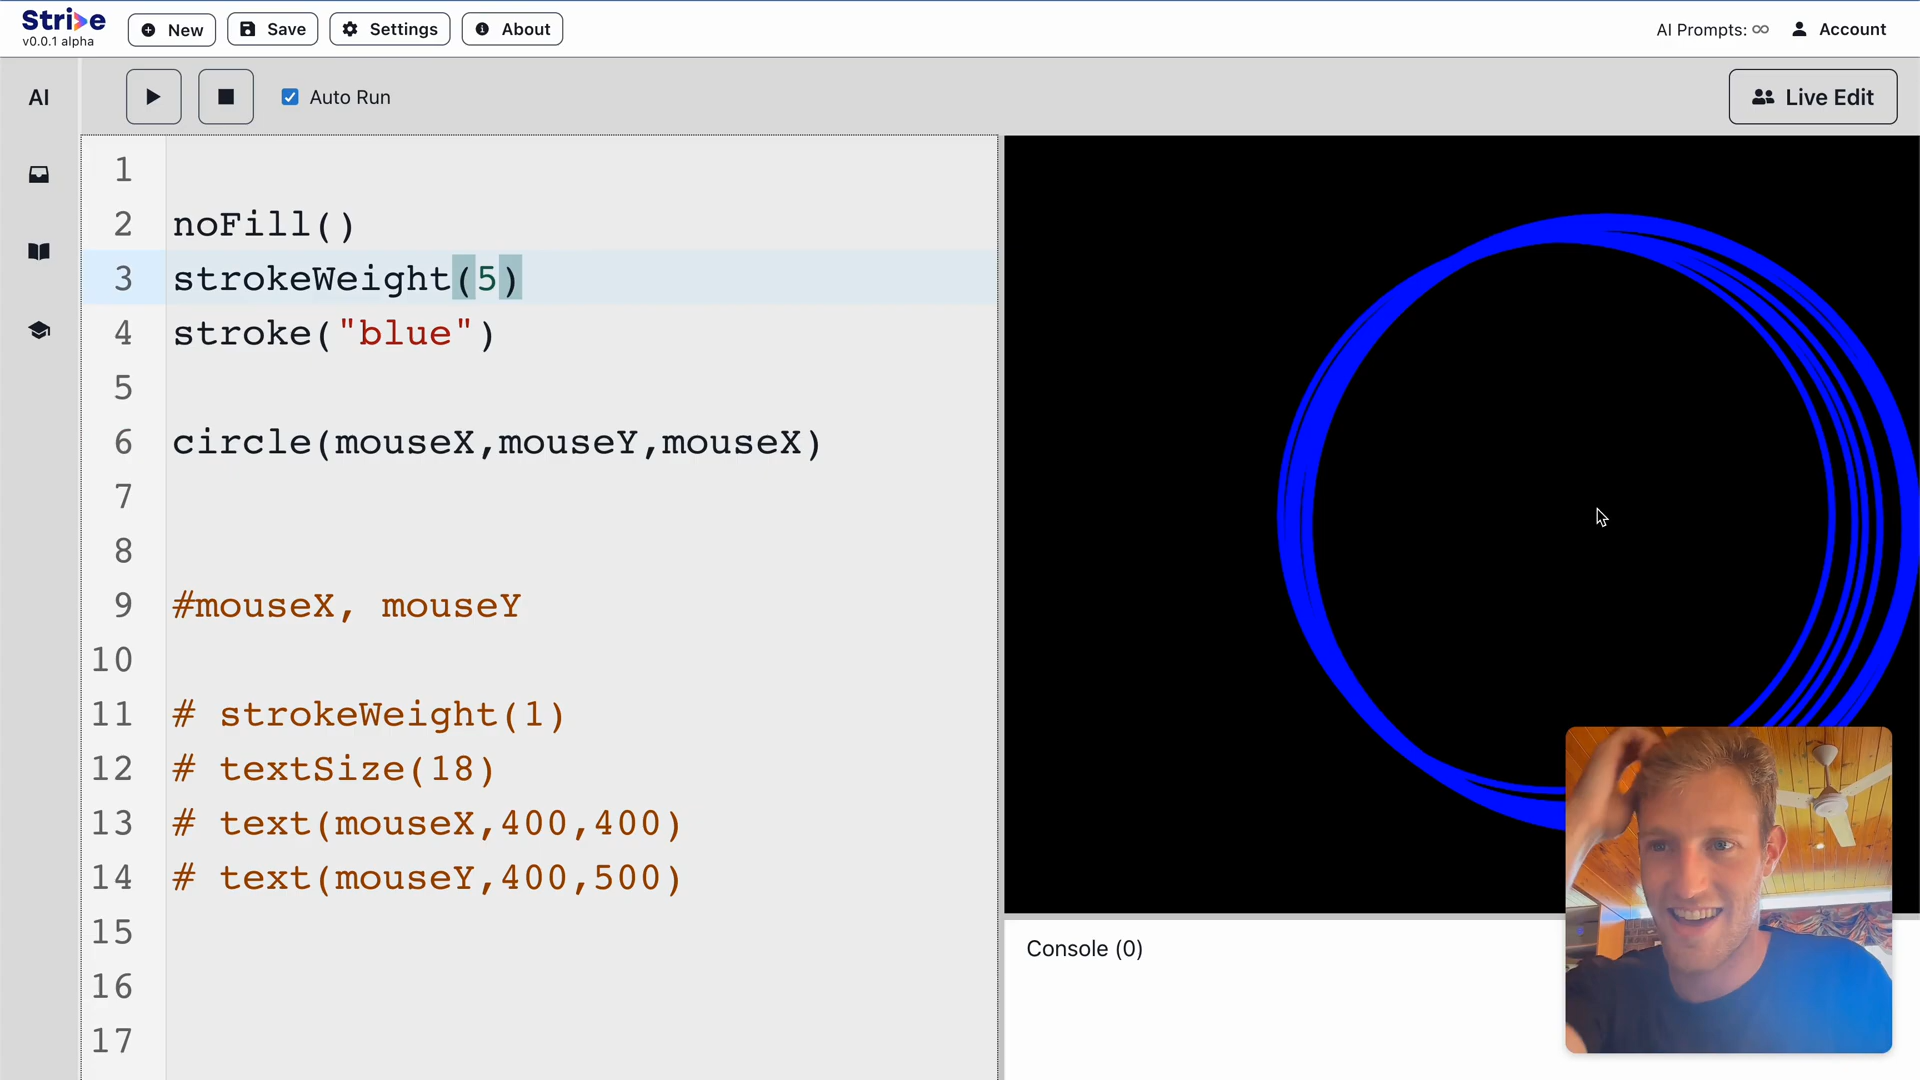 Strive
v0.0.1 alpha
New
Save
Settings
About
AI Prompts: ∞
Account
AI
Auto Run
Live Edit
1
2 noFill()
3 strokeWeight(5)
4 stroke("blue")
5
6 circle(mouseX,mouseY,mouseX)
7
8
9 #mouseX, mouseY
10
11 # strokeWeight(1)
12 # textSize(18)
13 # text(mouseX,400,400)
14 # text(mouseY,400,500)
15
16
17
Console (0)